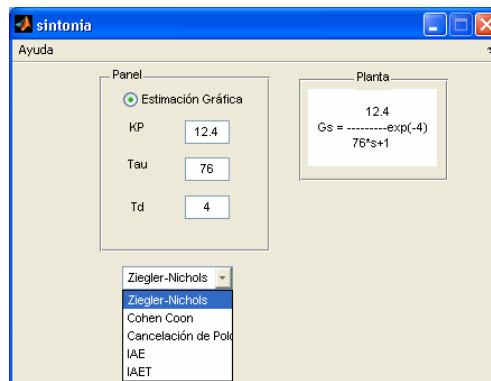 sintonia
Ayuda
Panel
Estimación Gráfica
KP 12.4
Tau 76
Td 4
Planta
12.4
Gs = ---------exp(-4)
76*s+1
Ziegler-Nichols
Ziegler-Nichols
Cohen Coon
Cancelación de Polo
IAE
IAET